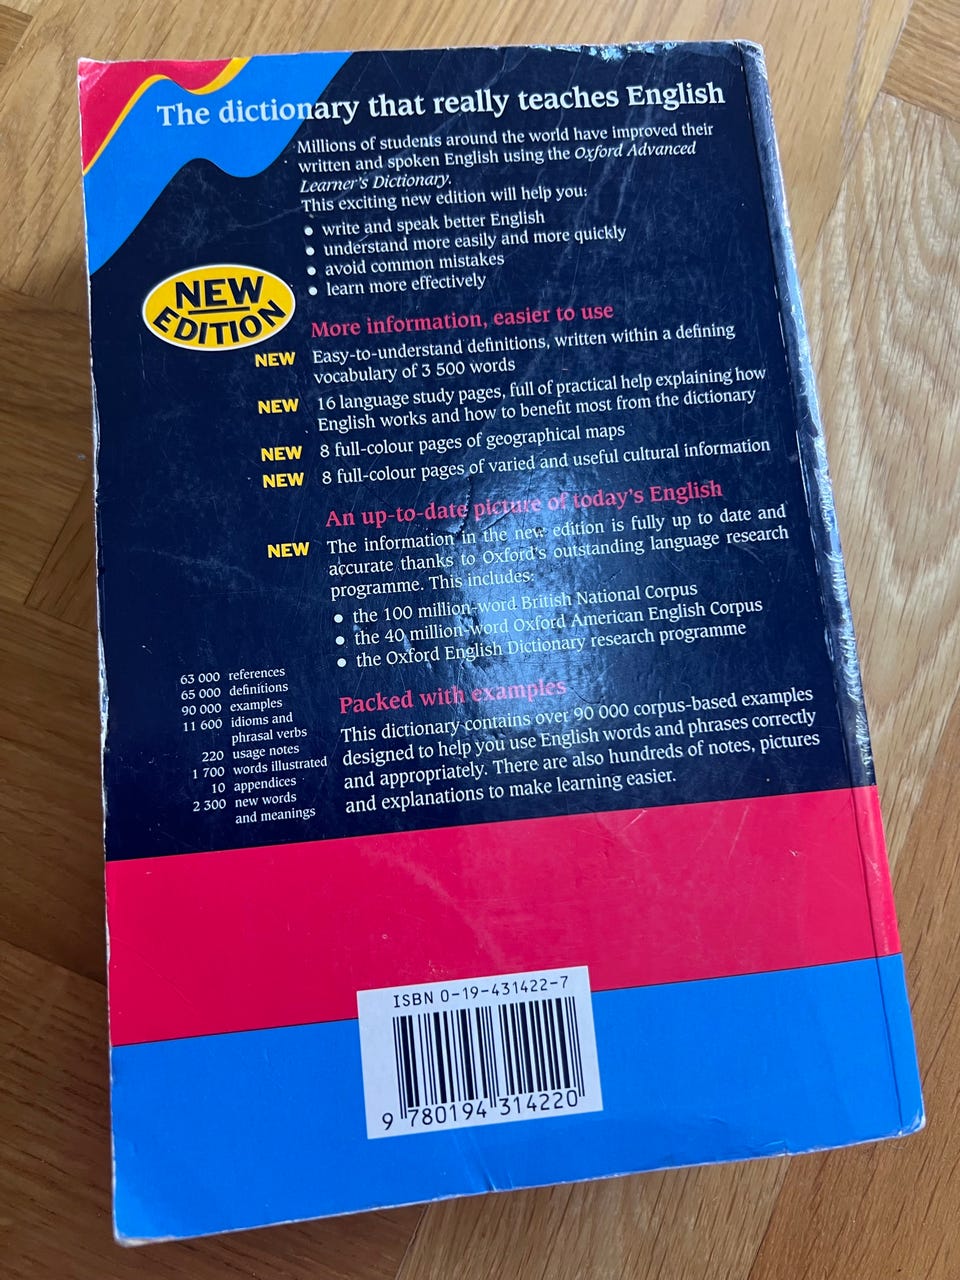 The dictionary that really teaches English
Millions of students around the world have improved their
written and spoken English using the Oxford Advanced
Learner's Dictionary.
This exciting new edition will help you:
• write and speak better English
• understand more easily and more quickly
• avoid common mistakes
• learn more effectively
NEW
EDITION
More information, easier to use
NEW Easy-to-understand definitions, written within a defining
vocabulary of 3 500 words
NEW 16 language study pages, full of practical help explaining how
English works and how to benefit most from the dictionary
NEW 8 full-colour pages of geographical maps
NEW 8 full-colour pages of varied and useful cultural information
An up-to-date picture of today's English
NEW The information in the new edition is fully up to date and
accurate thanks to Oxford's outstanding language research
programme. This includes:
• the 100 million-word British National Corpus
• the 40 million-word Oxford American English Corpus
• the Oxford English Dictionary research programme
63 000 references
65 000 definitions
90 000 examples
11 600 idioms and
phrasal verbs
220 usage notes
1 700 words illustrated
10 appendices
2 300 new words
and meanings
Packed with examples
This dictionary contains over 90 000 corpus-based examples
designed to help you use English words and phrases correctly
and appropriately. There are also hundreds of notes, pictures
and explanations to make learning easier.
ISBN 0-19-431422-7
9 780194 314220